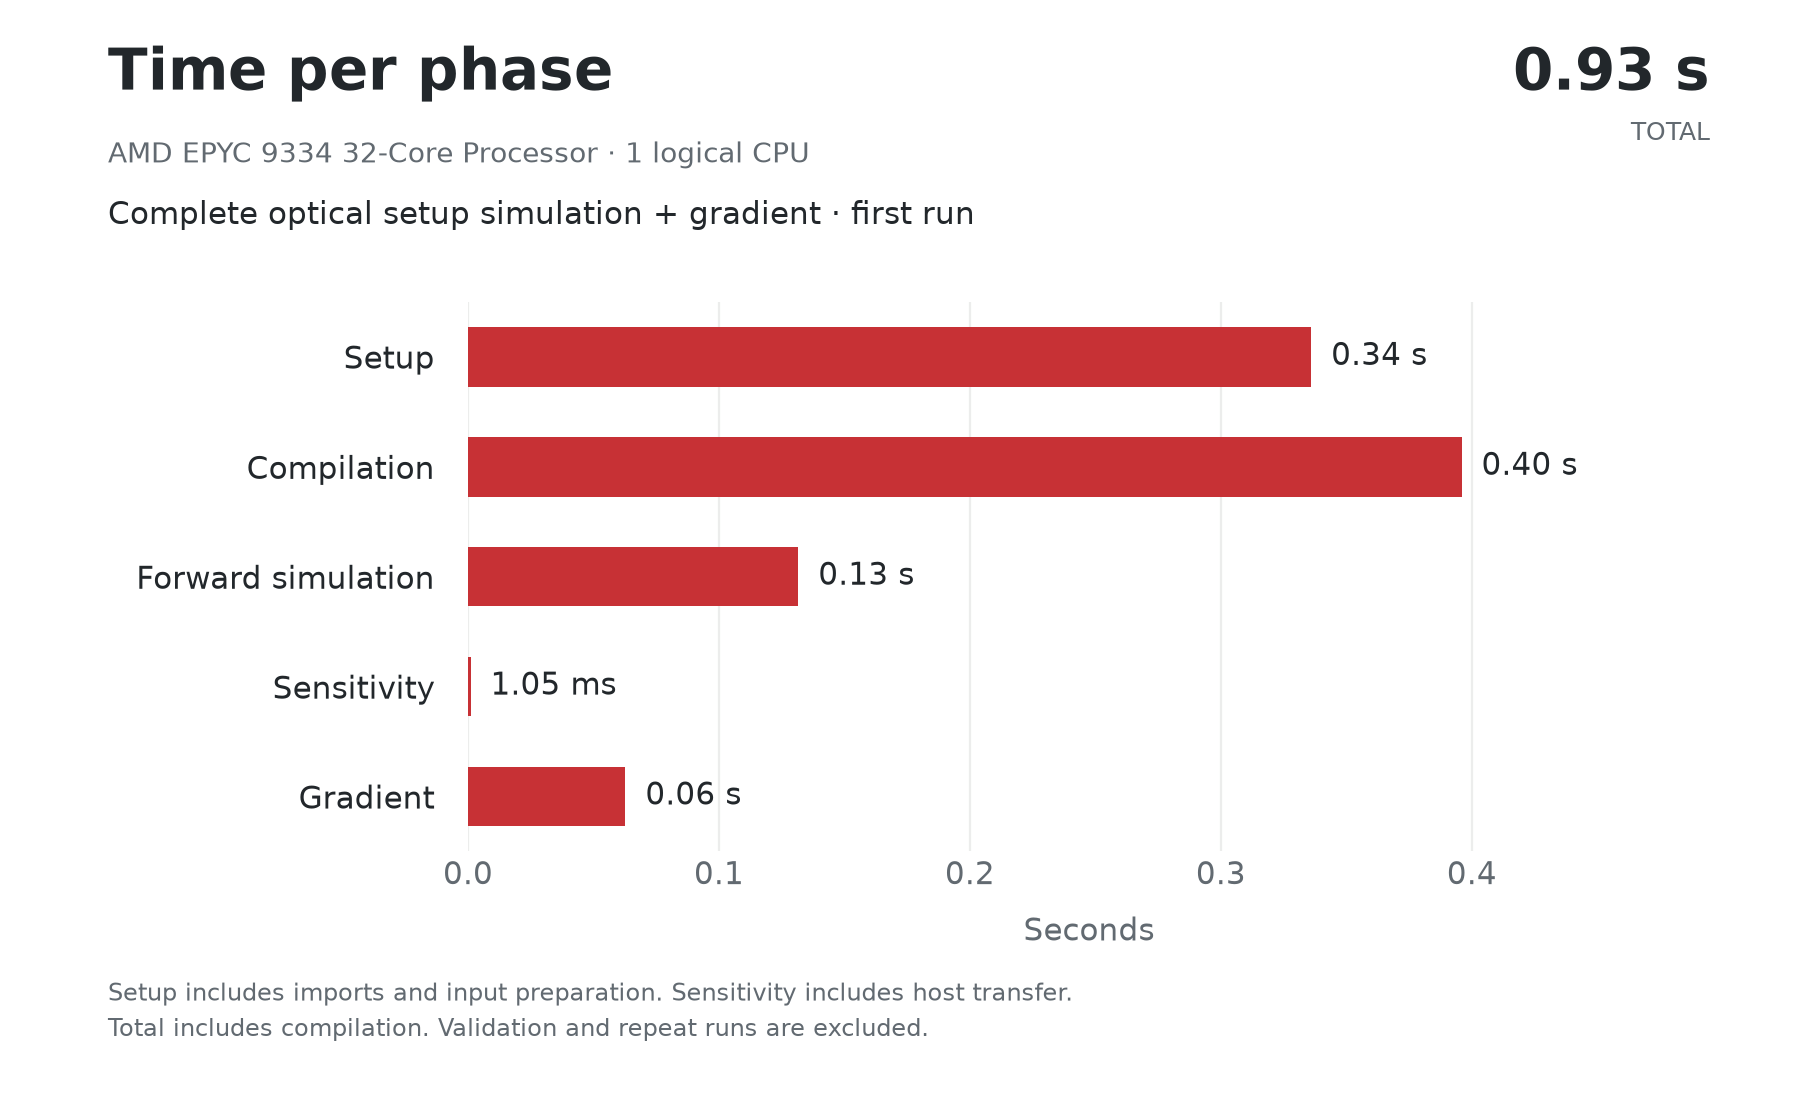 Time per phase
0.93 s
TOTAL
AMD EPYC 9334 32-Core Processor · 1 logical CPU
Complete optical setup simulation + gradient · first run
Setup
0.34 s
Compilation
0.40 s
Forward simulation
0.13 s
Sensitivity
1.05 ms
Gradient
0.06 s
0.0 0.1 0.2 0.3 0.4
Seconds
Setup includes imports and input preparation. Sensitivity includes host transfer.
Total includes compilation. Validation and repeat runs are excluded.